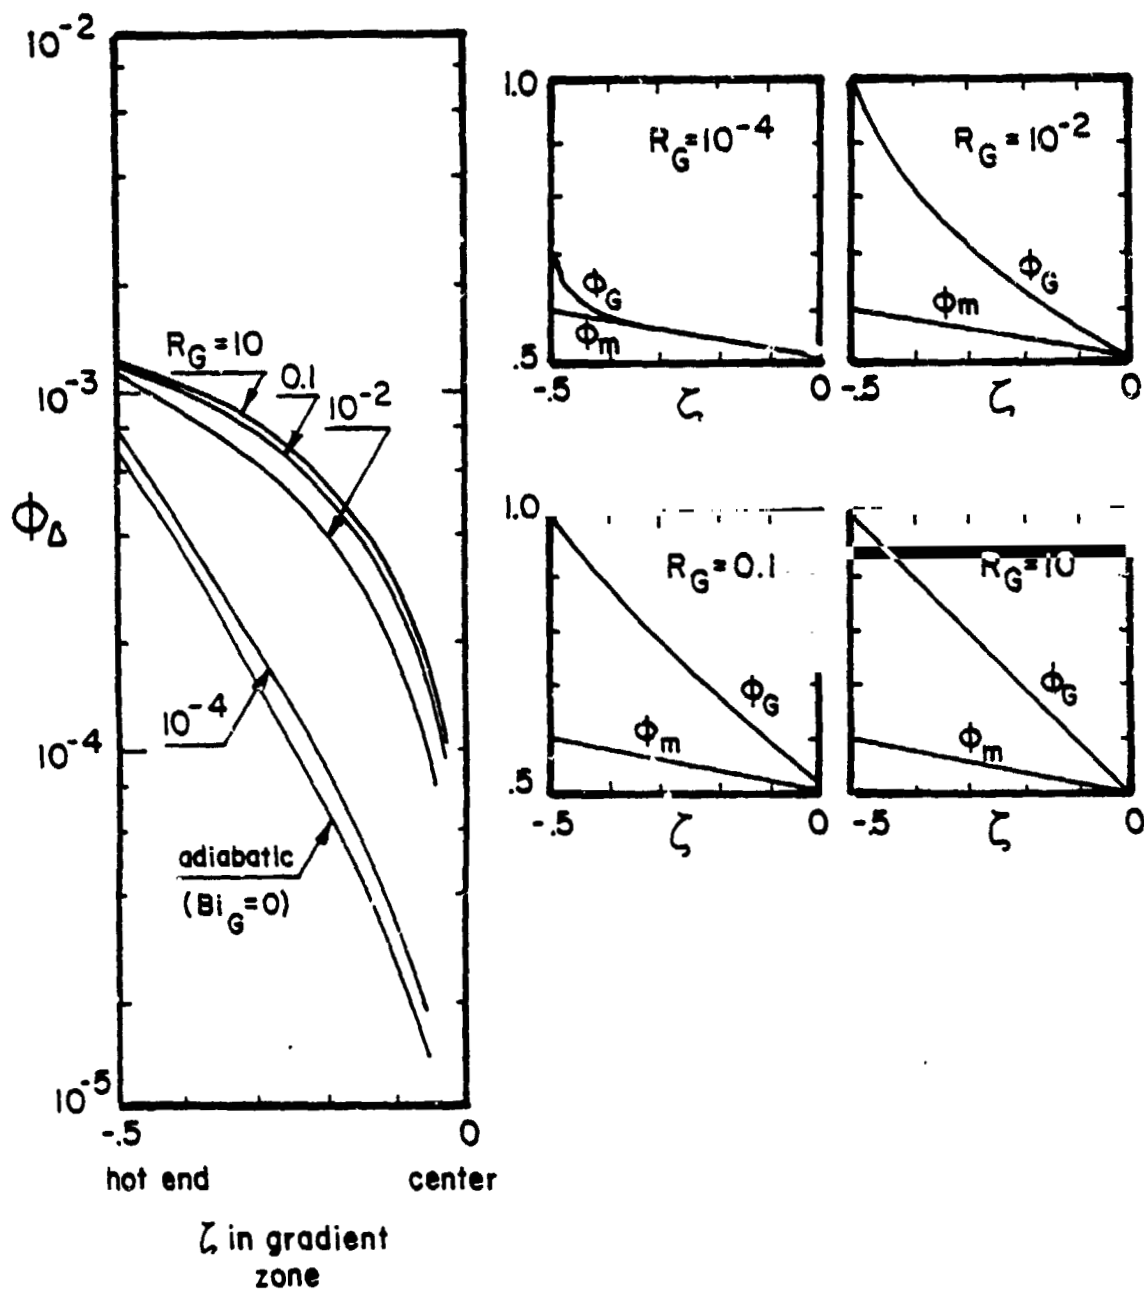 10⁻²
R_G=10
0.1
10⁻²
10⁻³
ϕ_Δ
10⁻⁴
10⁻⁴
adiabatic
(Bi_G=0)
10⁻⁵
-.5
0
hot end
center
ζ in gradient
zone
1.0
R_G=10⁻⁴
ϕ_G
ϕ_m
.5
-.5
ζ
0
R_G=10⁻²
ϕ_G
ϕ_m
-.5
ζ
0
1.0
R_G=0.1
ϕ_G
ϕ_m
.5
-.5
ζ
0
R_G=10
ϕ_G
ϕ_m
-.5
ζ
0